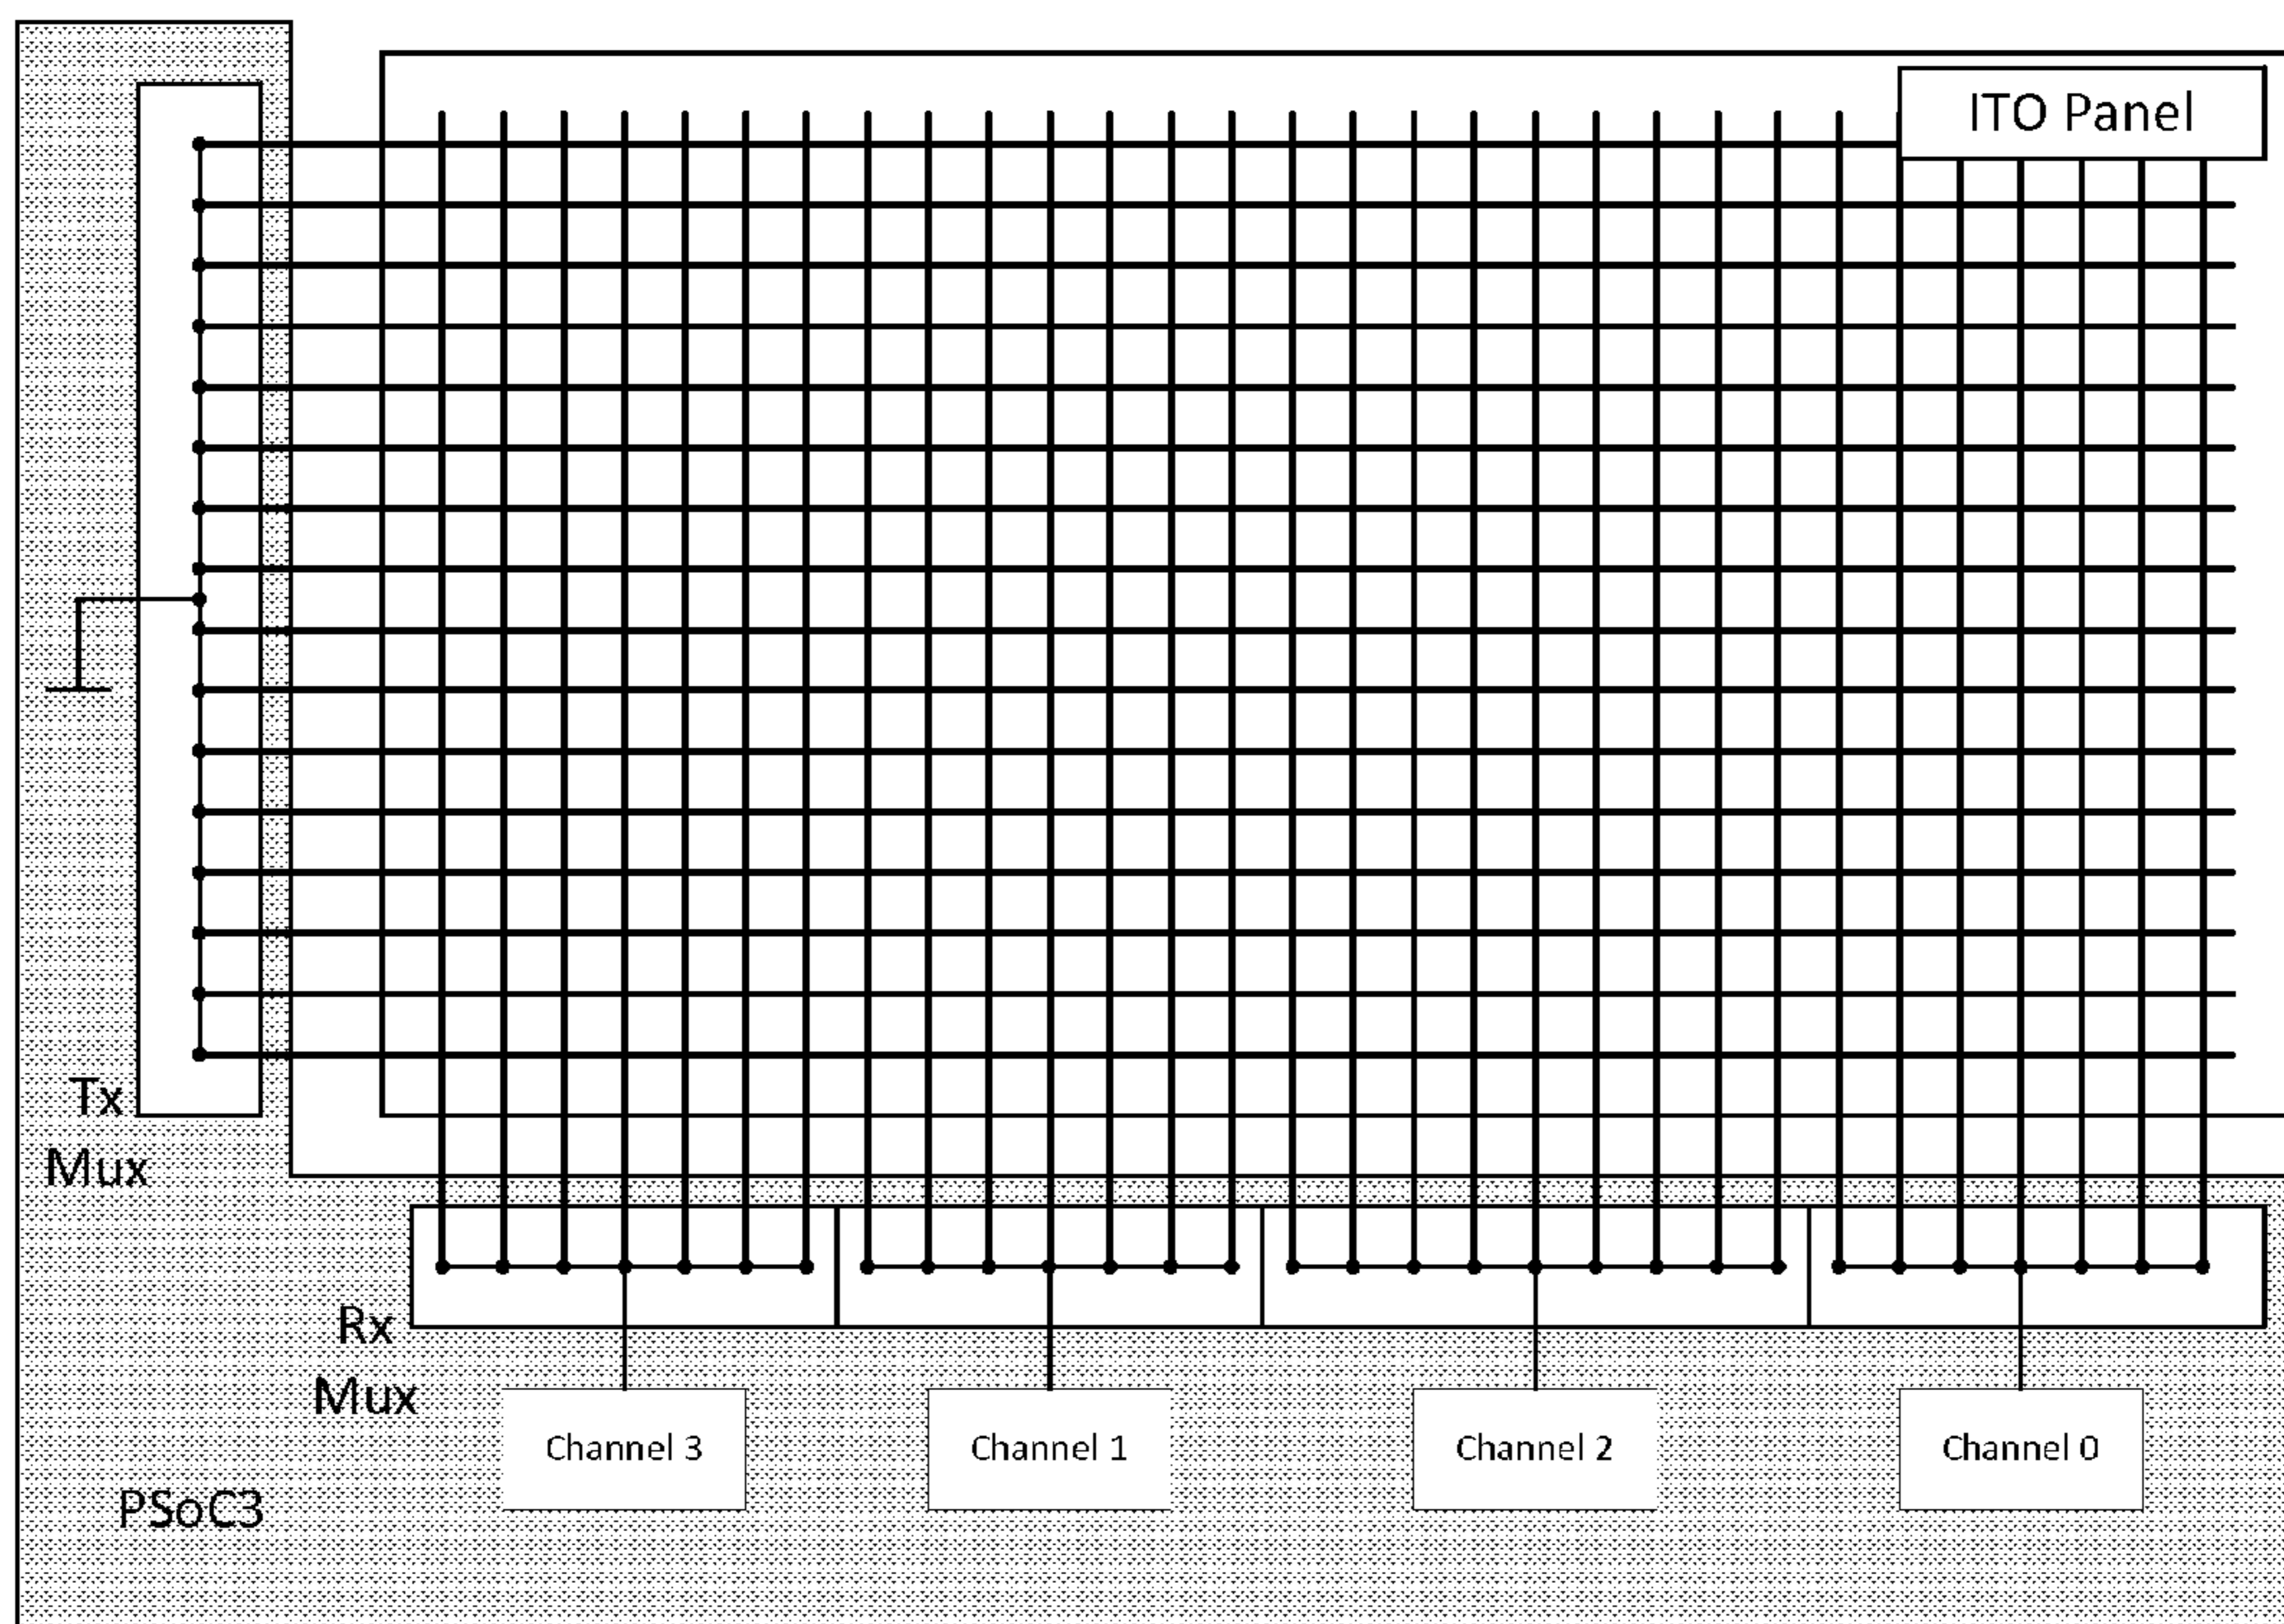 ITO Panel
Tx
Mux
Rx
Mux
Channel 3
Channel 1
Channel 2
Channel 0
PSoC3